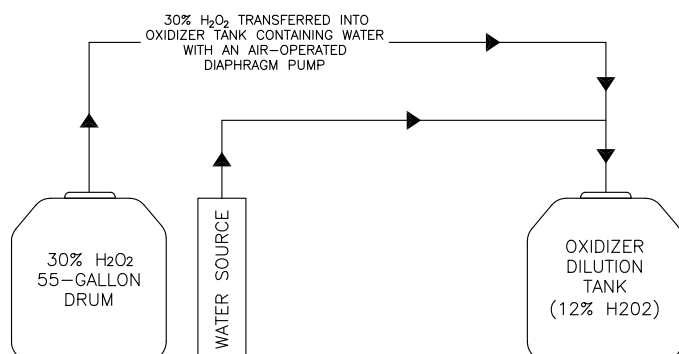 30% H₂O₂ TRANSFERRED INTO
OXIDIZER TANK CONTAINING WATER
WITH AN AIR-OPERATED
DIAPHRAGM PUMP
30% H₂O₂
55-GALLON
DRUM
WATER SOURCE
OXIDIZER
DILUTION
TANK
(12% H202)